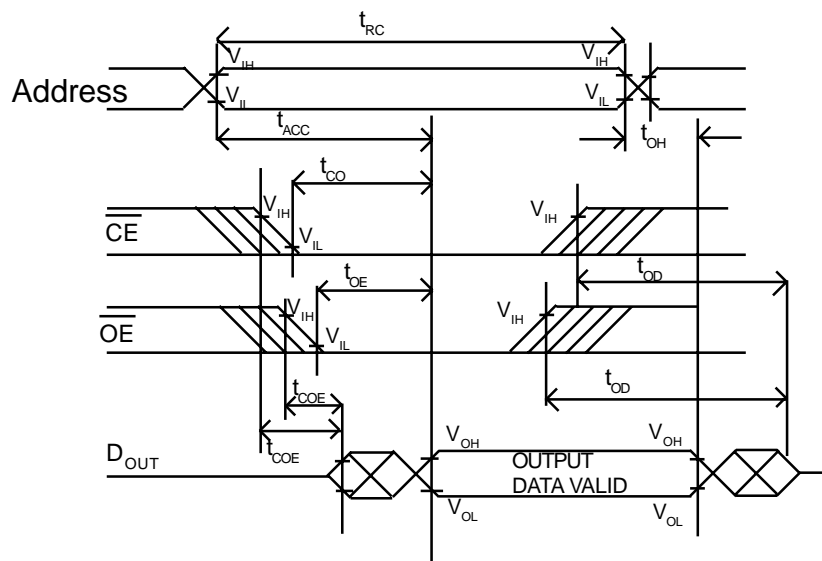 tRC
VIH
VIH
Address
VIL
VIL
tACC
tOH
tCO
VIH
VIH
CE
VIL
tOE
tOD
VIH
VIH
OE
VIL
tCOE
tOD
DOUT
tCOE
VOH
VOH
OUTPUT
DATA VALID
VOL
VOL